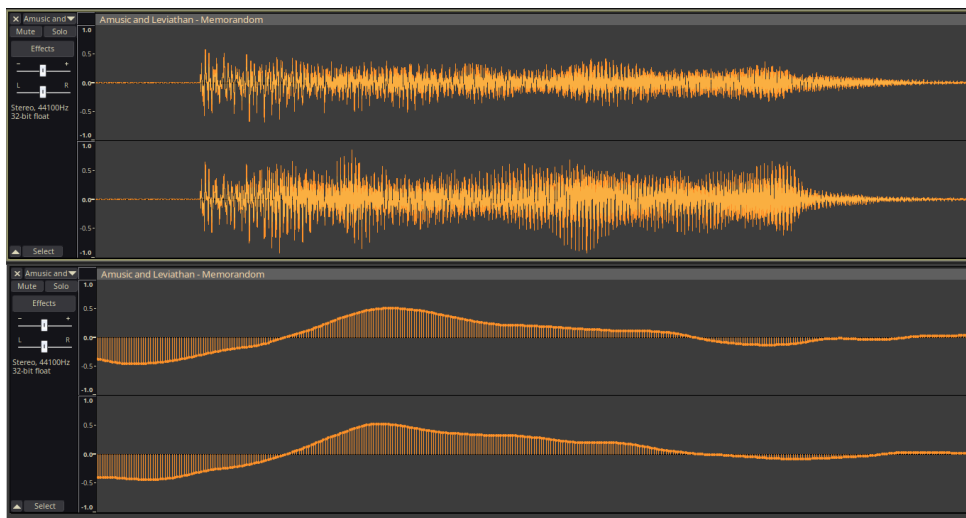 Amusic and
Amusic and Leviathan - Memorandom
Mute Solo
Effects
- +
L R
Stereo, 44100Hz
32-bit float
Select
1.0
0.5-
0.0-
-0.5-
-1.0
1.0
0.5-
0.0-
-0.5-
-1.0
Amusic and
Amusic and Leviathan - Memorandom
Mute Solo
Effects
- +
L R
Stereo, 44100Hz
32-bit float
Select
1.0
0.5-
0.0-
-0.5-
-1.0
1.0
0.5-
0.0-
-0.5-
-1.0